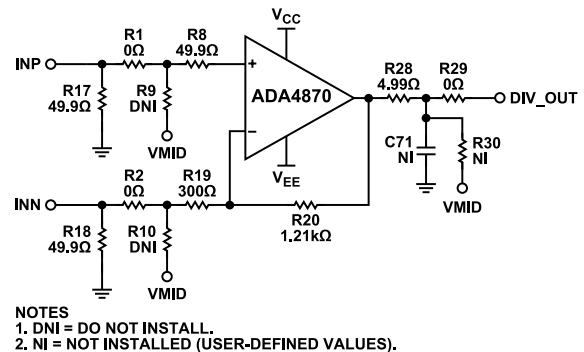 VCC
R1
0Ω
R8
49.9Ω
INP
R17
49.9Ω
R9
DNI
VMID
+
ADA4870
−
VEE
R28
4.99Ω
R29
0Ω
DIV_OUT
C71
NI
R30
NI
VMID
R2
0Ω
R19
300Ω
INN
R18
49.9Ω
R10
DNI
VMID
R20
1.21kΩ
NOTES
1. DNI = DO NOT INSTALL.
2. NI = NOT INSTALLED (USER-DEFINED VALUES).